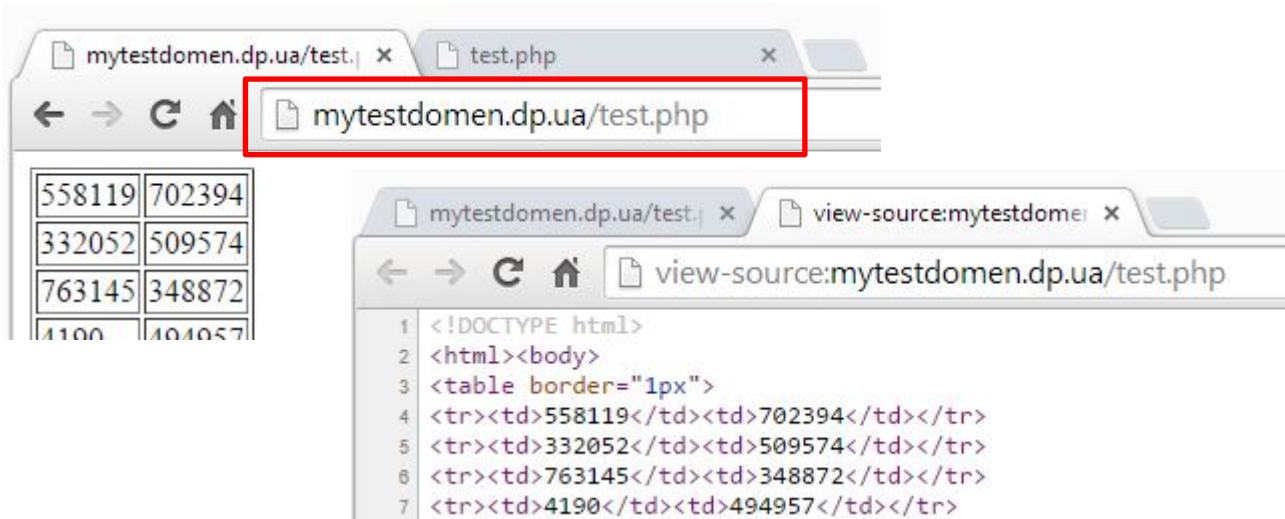 mytestdomen.dp.ua/test.
test.php
mytestdomen.dp.ua/test.php
558119 702394
332052 509574
763145 348872
4190 494957
mytestdomen.dp.ua/test.
view-source:mytestdome
view-source:mytestdomen.dp.ua/test.php
1 <!DOCTYPE html>
2 <html><body>
3 <table border="1px">
4 <tr><td>558119</td><td>702394</td></tr>
5 <tr><td>332052</td><td>509574</td></tr>
6 <tr><td>763145</td><td>348872</td></tr>
7 <tr><td>4190</td><td>494957</td></tr>